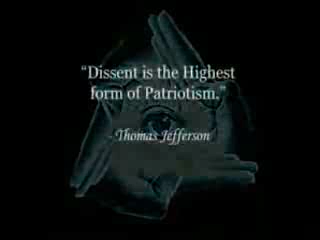 “Dissent is the Highest
form of Patriotism.”
- Thomas Jefferson